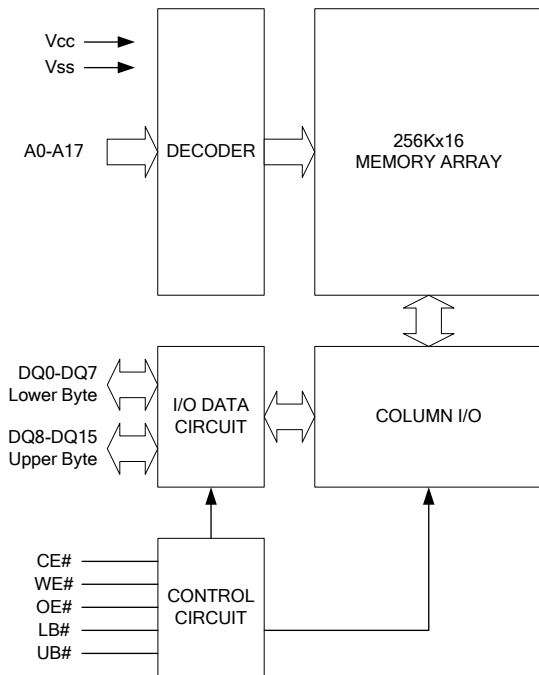 Vcc
Vss
A0-A17
DECODER
256Kx16
MEMORY ARRAY
DQ0-DQ7
Lower Byte
DQ8-DQ15
Upper Byte
I/O DATA
CIRCUIT
COLUMN I/O
CE#
WE#
OE#
LB#
UB#
CONTROL
CIRCUIT